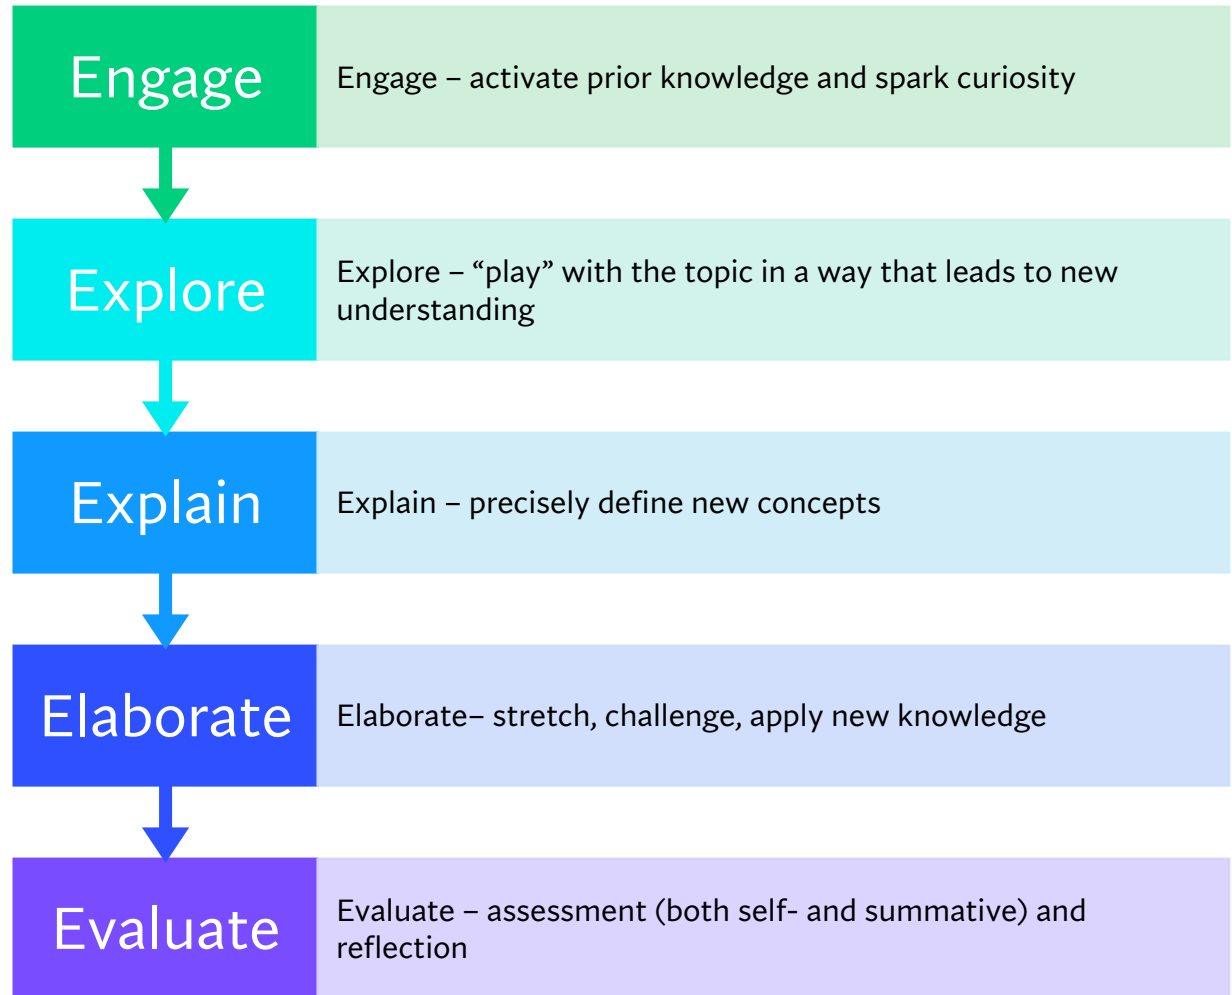 Engage
Engage – activate prior knowledge and spark curiosity
Explore
Explore – “play” with the topic in a way that leads to new
understanding
Explain
Explain – precisely define new concepts
Elaborate
Elaborate– stretch, challenge, apply new knowledge
Evaluate
Evaluate – assessment (both self- and summative) and
reflection